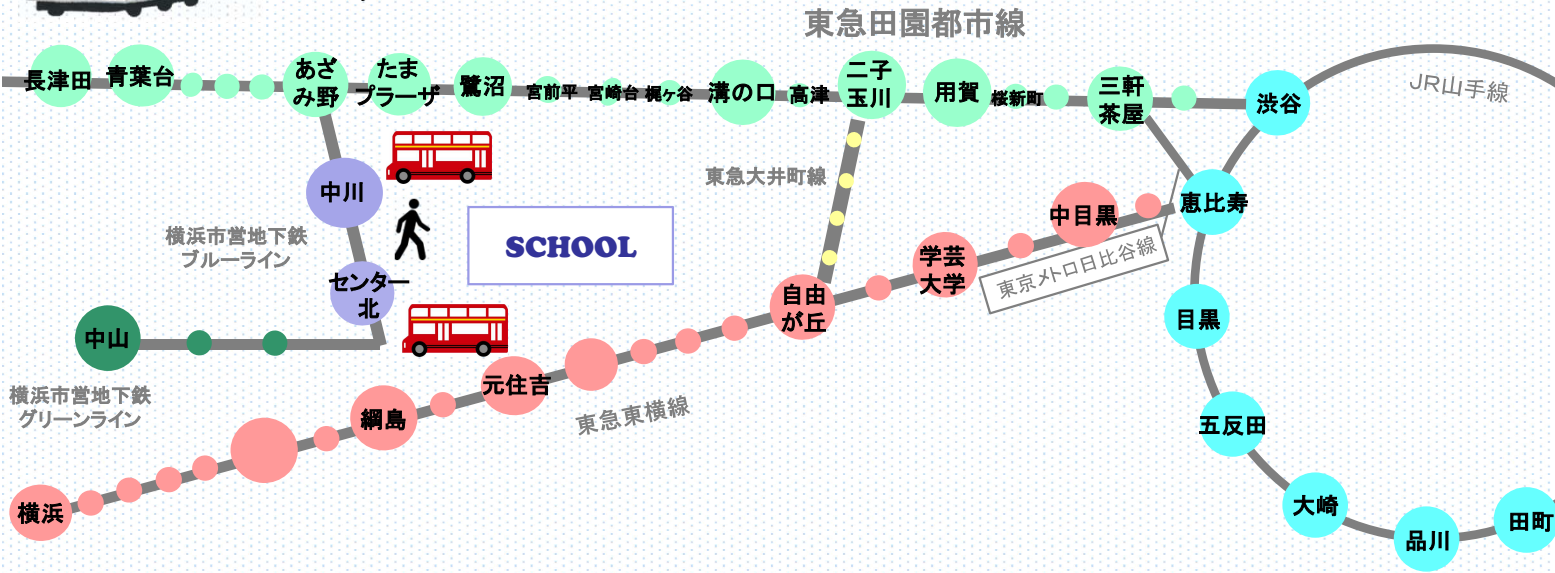 東急田園都市線
JR山手線
長津田
青葉台
あざ
み野
たま
プラーザ
鷺沼
宮前平
宮崎台
梶ヶ谷
溝の口
高津
二子
玉川
用賀
桜新町
三軒
茶屋
渋谷
中川
東急大井町線
横浜市営地下鉄
ブルーライン
SCHOOL
センター
北
中目黒
恵比寿
学芸
大学
東京メトロ日比谷線
自由
が丘
目黒
中山
横浜市営地下鉄
グリーンライン
元住吉
綱島
東急東横線
横浜
五反田
大崎
品川
田町